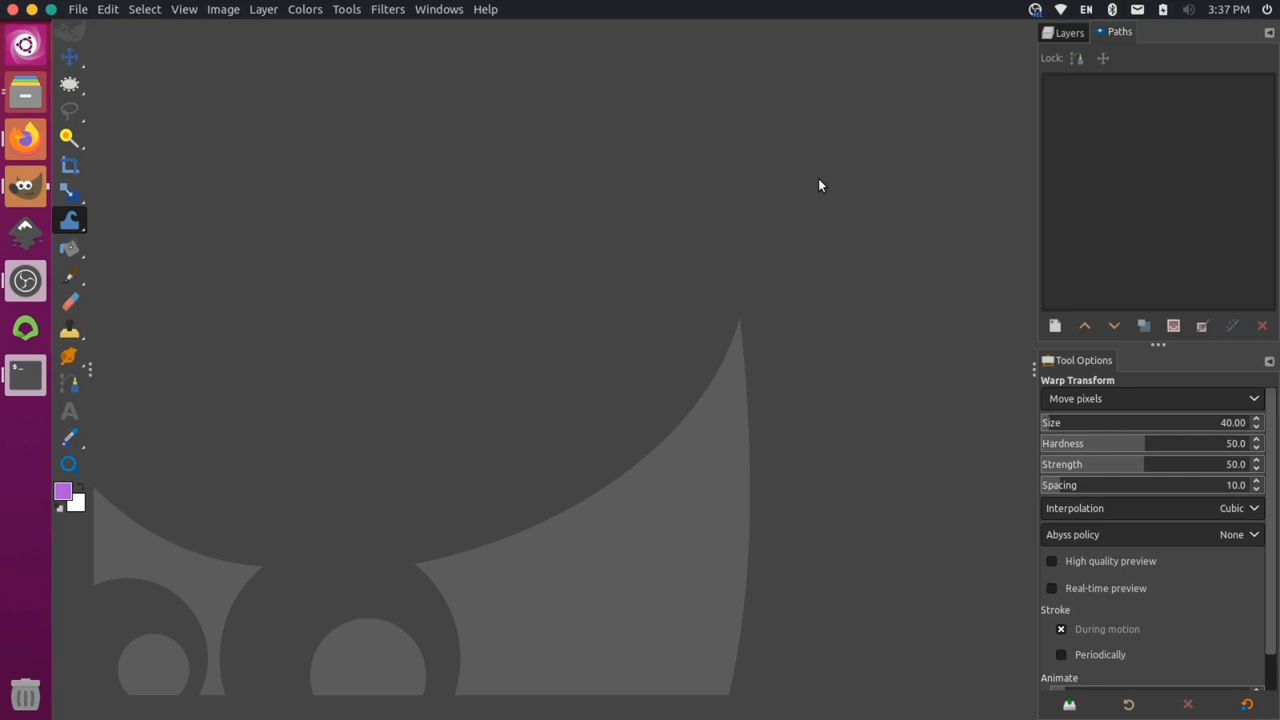 File Edit Select View Image Layer Colors Tools Filters Windows Help
REC EN 3:37 PM
Layers Paths
Lock:
$_
Tool Options
Warp Transform
Move pixels
Size 40.00
Hardness 50.0
Strength 50.0
Spacing 10.0
Interpolation Cubic
Abyss policy None
High quality preview
Real-time preview
Stroke
During motion
Periodically
Animate